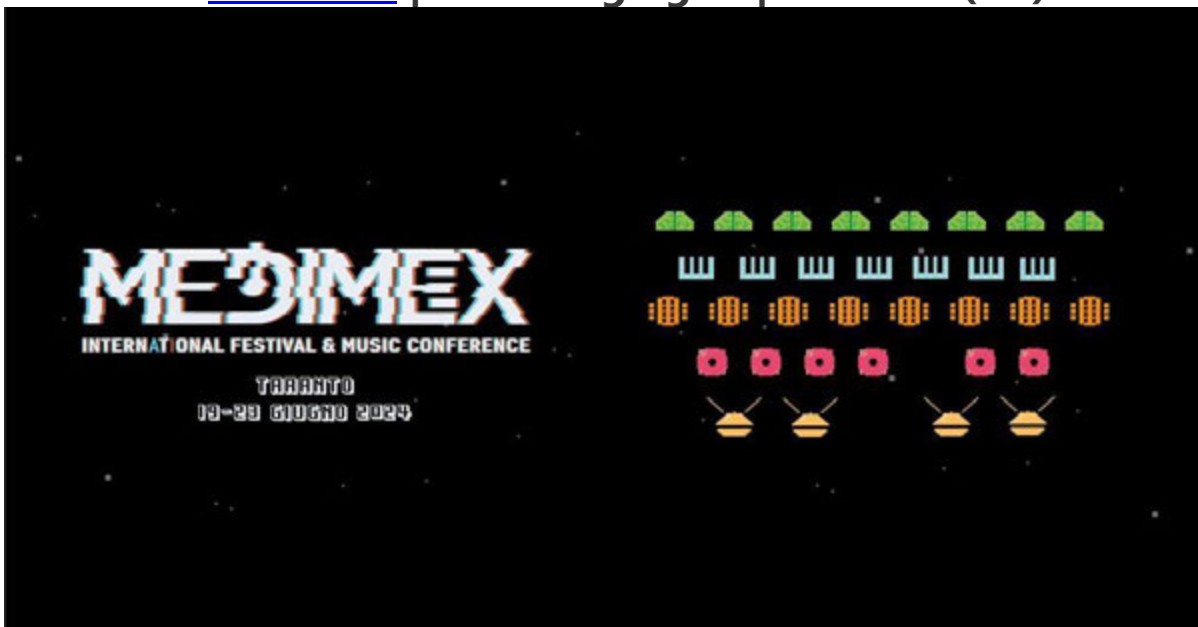 MEDIMEX
INTERNATIONAL FESTIVAL & MUSIC CONFERENCE
TARANTO
19-23 GIUGNO 2024